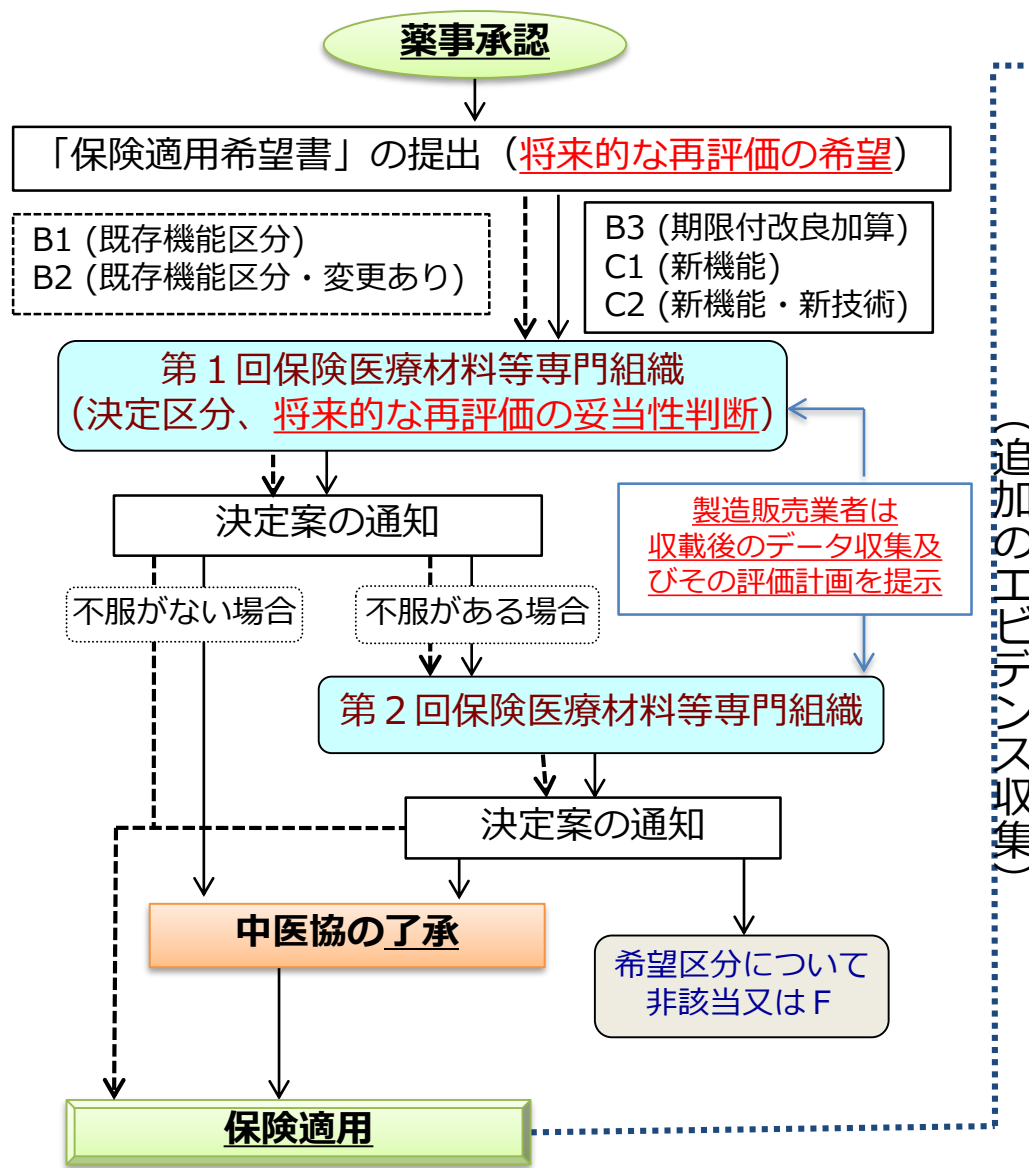 薬事承認
「保険適用希望書」の提出（将来的な再評価の希望）
B1 (既存機能区分)
B2 (既存機能区分・変更あり)
B3 (期限付改良加算)
C1 (新機能)
C2 (新機能・新技術)
第１回保険医療材料等専門組織
（決定区分、将来的な再評価の妥当性判断）
決定案の通知
製造販売業者は
収載後のデータ収集及
びその評価計画を提示
不服がない場合
不服がある場合
第２回保険医療材料等専門組織
決定案の通知
中医協の了承
希望区分について
非該当又はＦ
保険適用
（追加のエビデンス収集）